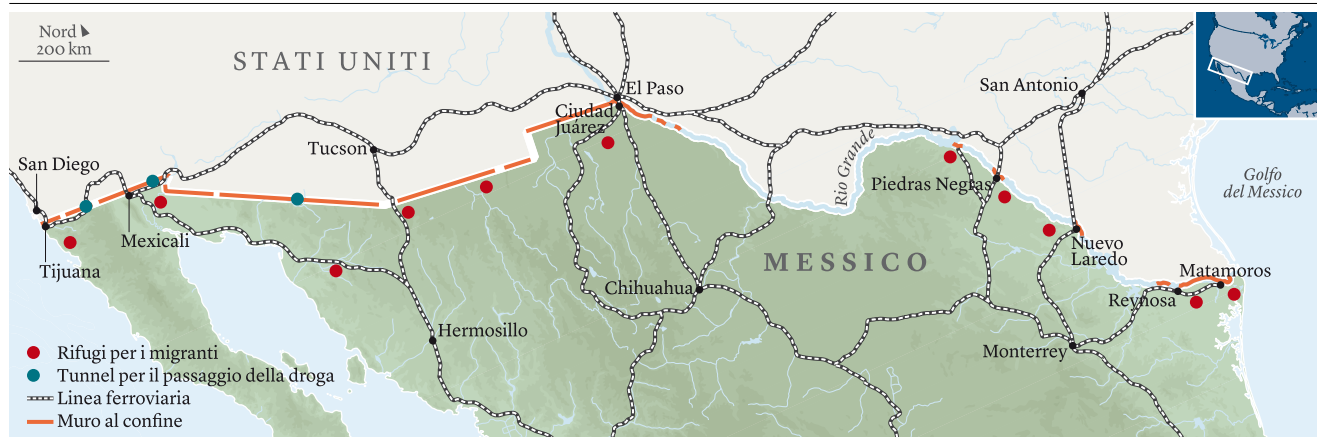 Nord
200 km
STATI UNITI
El Paso
San Antonio
Ciudad
Juárez
Tucson
San Diego
Rio Grande
Piedras Negras
Golfo
del Messico
Mexicali
Tijuana
Nuevo
Laredo
MESSICO
Matamoros
Chihuahua
Reynosa
Hermosillo
Monterrey
Rifugi per i migranti
Tunnel per il passaggio della droga
Linea ferroviaria
Muro al confine